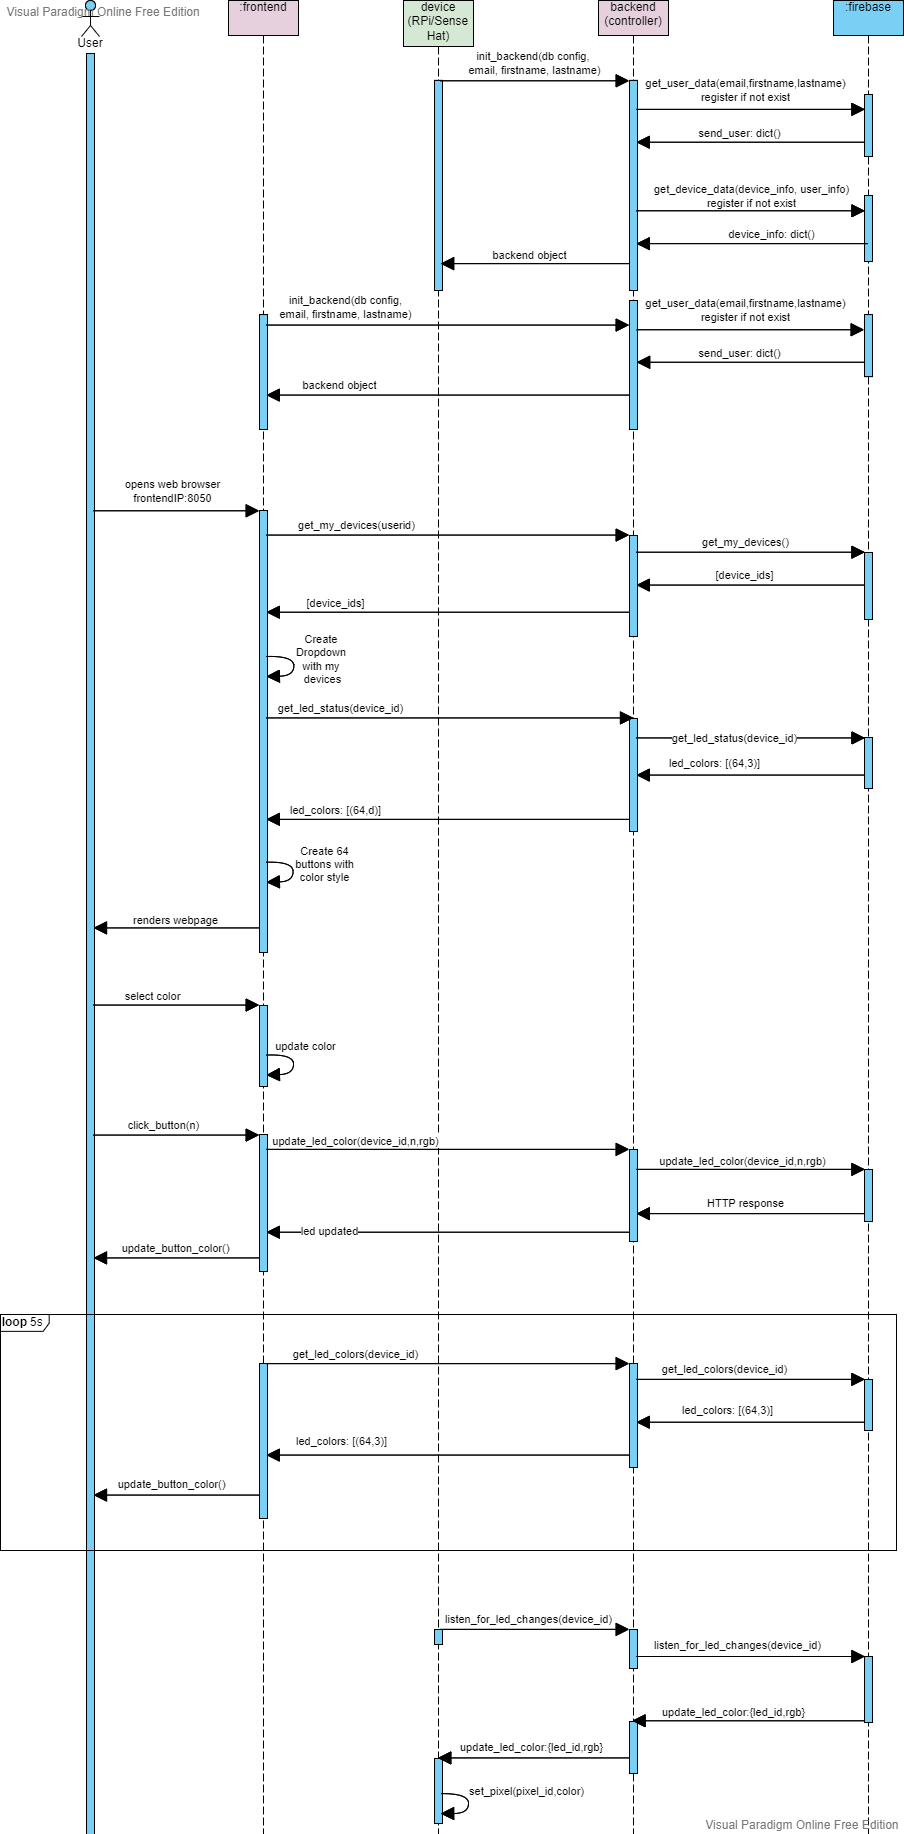 Visual Paradigm Online Free Edition
User
:frontend
device
(RPi/Sense
Hat)
backend
(controller)
:firebase
init_backend(db config,
email, firstname, lastname)
get_user_data(email,firstname,lastname)
register if not exist
send_user: dict()
get_device_data(device_info, user_info)
register if not exist
device_info: dict()
backend object
init_backend(db config,
email, firstname, lastname)
get_user_data(email,firstname,lastname)
register if not exist
send_user: dict()
backend object
opens web browser
frontendIP:8050
get_my_devices(userid)
get_my_devices()
[device_ids]
[device_ids]
Create
Dropdown
with my
devices
get_led_status(device_id)
get_led_status(device_id)
led_colors: [(64,3)]
led_colors: [(64,d)]
Create 64
buttons with
color style
renders webpage
select color
update color
click_button(n)
update_led_color(device_id,n,rgb)
update_led_color(device_id,n,rgb)
HTTP response
led updated
update_button_color()
loop 5s
get_led_colors(device_id)
get_led_colors(device_id)
led_colors: [(64,3)]
led_colors: [(64,3)]
update_button_color()
listen_for_led_changes(device_id)
listen_for_led_changes(device_id)
update_led_color:{led_id,rgb}
update_led_color:{led_id,rgb}
set_pixel(pixel_id,color)
Visual Paradigm Online Free Edition